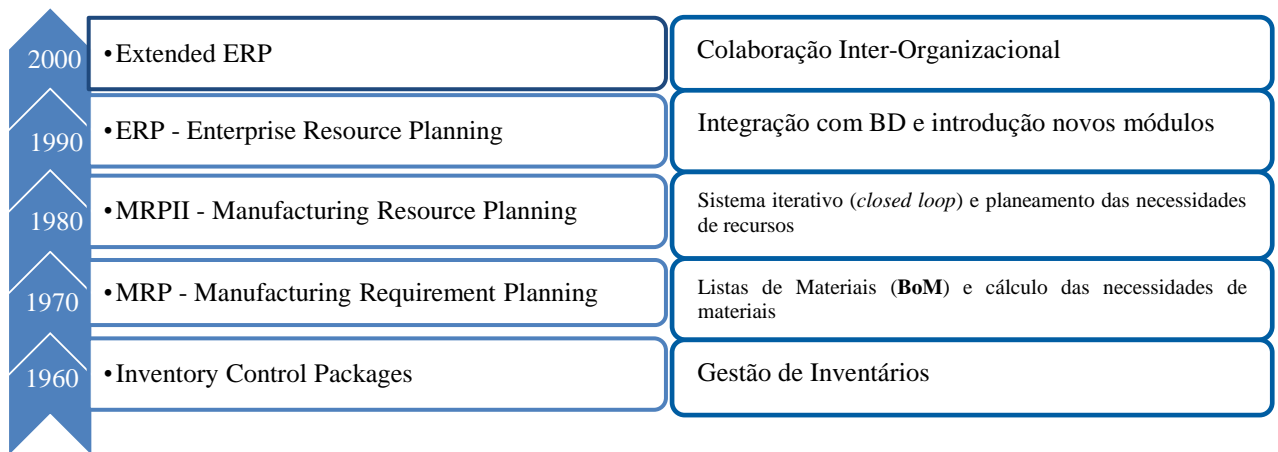 2000
•Extended ERP
Colaboração Inter-Organizacional
1990
•ERP - Enterprise Resource Planning
Integração com BD e introdução novos módulos
1980
•MRPII - Manufacturing Resource Planning
Sistema iterativo (closed loop) e planeamento das necessidades
de recursos
1970
•MRP - Manufacturing Requirement Planning
Listas de Materiais (BoM) e cálculo das necessidades de
materiais
1960
•Inventory Control Packages
Gestão de Inventários